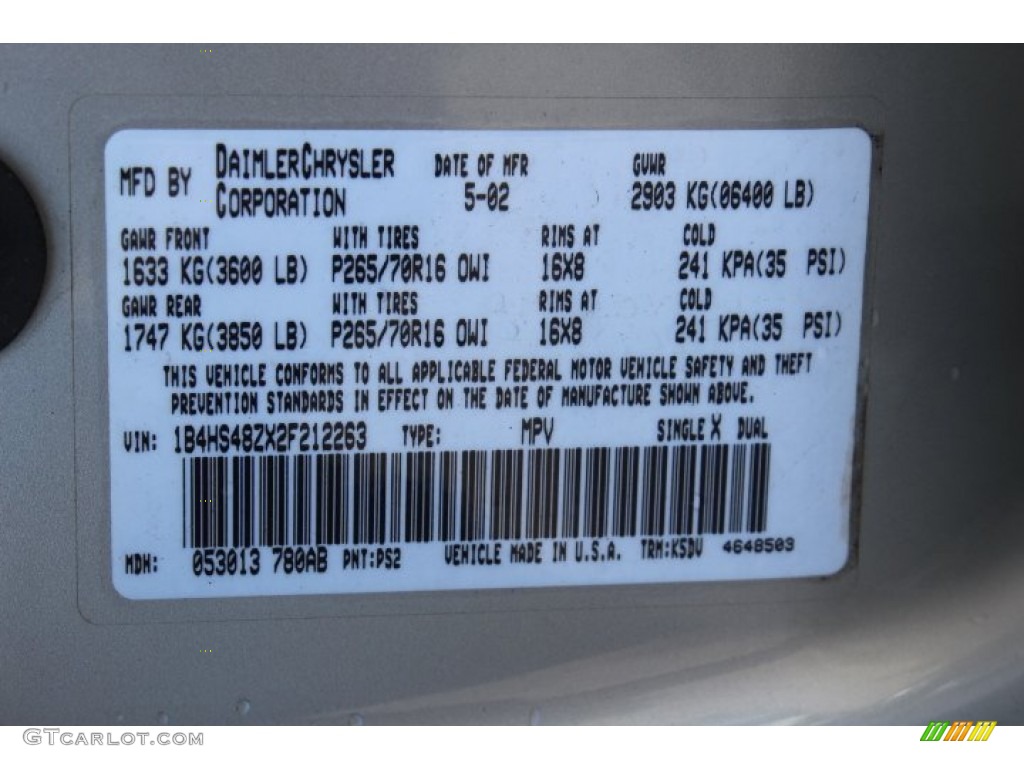 MFD BY DAIMLERCHRYSLER CORPORATION DATE OF MFR 5-02 GVWR 2903 KG(06400 LB)
GAWR FRONT WITH TIRES RIMS AT COLD
1633 KG(3600 LB) P265/70R16 OWI 16X8 241 KPA(35 PSI)
GAWR REAR WITH TIRES RIMS AT COLD
1747 KG(3850 LB) P265/70R16 OWI 16X8 241 KPA(35 PSI)
THIS VEHICLE CONFORMS TO ALL APPLICABLE FEDERAL MOTOR VEHICLE SAFETY AND THEFT
PREVENTION STANDARDS IN EFFECT ON THE DATE OF MANUFACTURE SHOWN ABOVE.
VIN: 1B4HS48ZX2F212263 TYPE: MPV SINGLE X DUAL
MDH: 053013 780AB PNT:PS2 VEHICLE MADE IN U.S.A. TRM:K5DV 4648503
GTCARLOT.COM